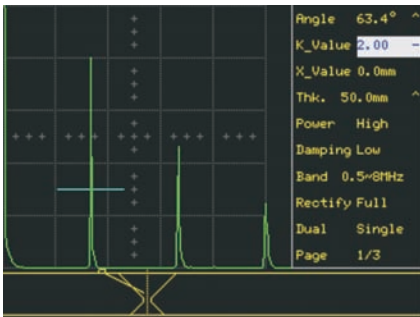 Angle 63.4° ^
K_Value 2.00 -
X_Value 0.0mm
Thk. 50.0mm ^
Power High
Damping Low
Band 0.5~8MHz
Rectify Full
Dual Single
Page 1/3